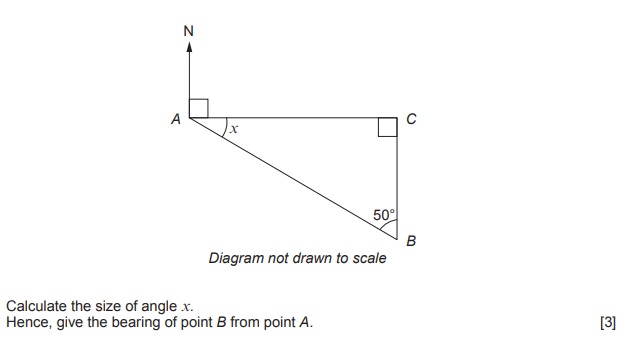 N
A
C
x
50°
B
Diagram not drawn to scale
Calculate the size of angle x.
Hence, give the bearing of point B from point A. [3]